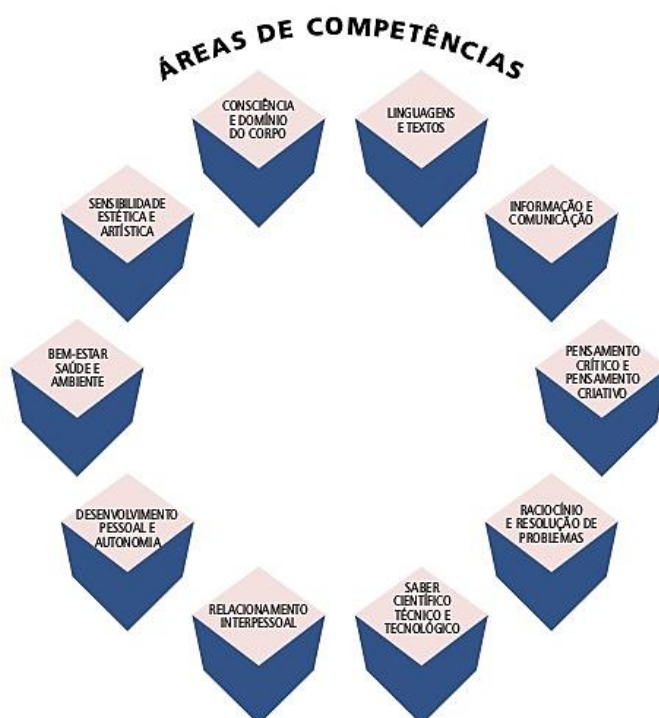 ÁREAS DE COMPETÊNCIAS
CONSCIÊNCIA
E DOMÍNIO
DO CORPO
LINGUAGENS
E TEXTOS
SENSIBILIDADE
ESTÉTICA E
ARTÍSTICA
INFORMAÇÃO E
COMUNICAÇÃO
BEM-ESTAR
SAÚDE E
AMBIENTE
PENSAMENTO
CRÍTICO E
PENSAMENTO
CRIATIVO
DESENVOLVIMENTO
PESSOAL E
AUTONOMIA
RACIOCÍNIO
E RESOLUÇÃO DE
PROBLEMAS
RELACIONAMENTO
INTERPESSOAL
SABER
CIENTÍFICO
TÉCNICO E
TECNOLÓGICO